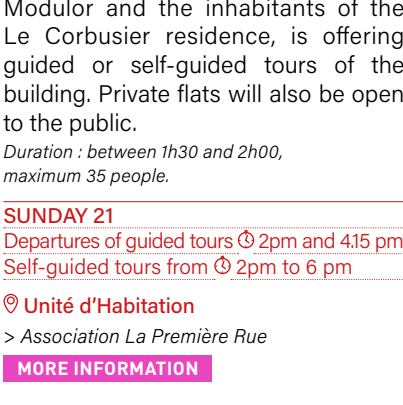 Modulor and the inhabitants of the
Le Corbusier residence, is offering
guided or self-guided tours of the
building. Private flats will also be open
to the public.
Duration : between 1h30 and 2h00,
maximum 35 people.
SUNDAY 21
Departures of guided tours 2pm and 4.15 pm
Self-guided tours from 2pm to 6 pm
Unité d'Habitation
> Association La Première Rue
MORE INFORMATION